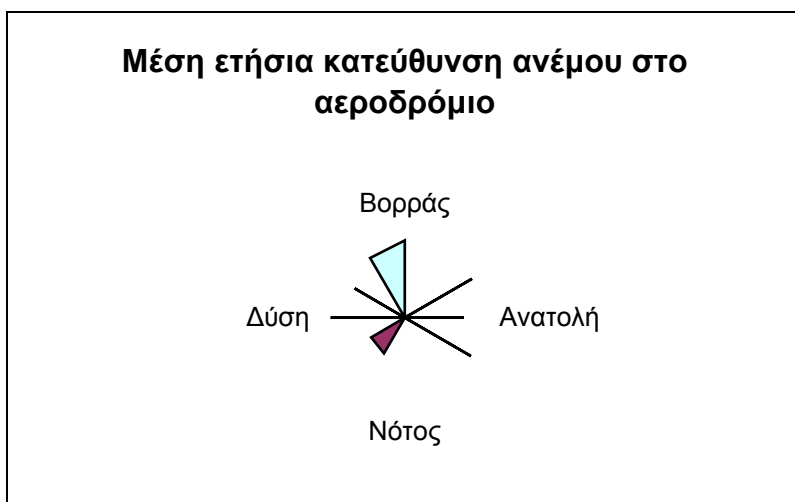 Μέση ετήσια κατεύθυνση ανέμου στο
αεροδρόμιο
Βορράς
Δύση
Ανατολή
Νότος